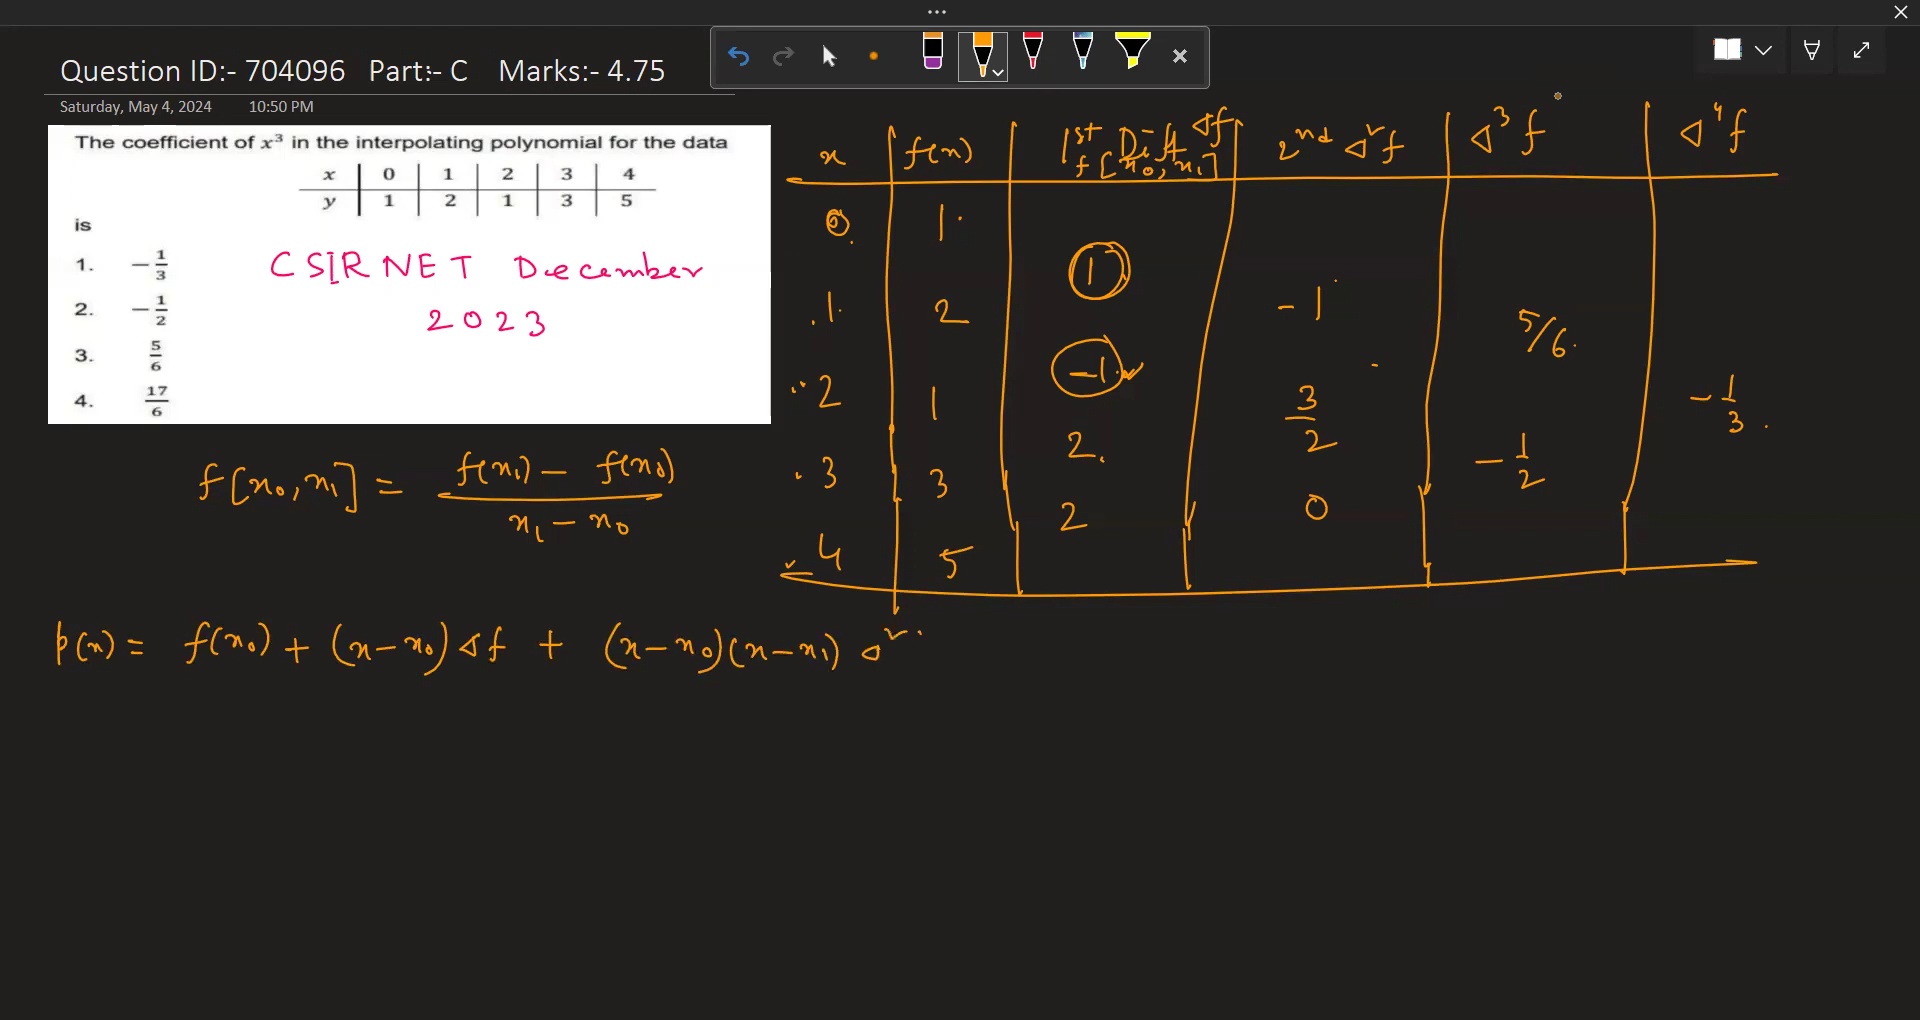 Question ID:- 704096 Part:- C Marks:- 4.75
Saturday, May 4, 2024 10:50 PM
The coefficient of x³ in the interpolating polynomial for the data
x 0 1 2 3 4
y 1 2 1 3 5
is
1. -1/3
2. -1/2
3. 5/6
4. 17/6
CSIR NET December
2023
f[x₀, x₁] = (f(x₁) - f(x₀)) / (x₁ - x₀)
x f(x) 1st Diff Δf f[x₀, x₁] 2nd Δ²f Δ³f Δ⁴f
0 1
1
1 2 -1
5/6
-1
2 1 3/2 -1/3
2 -1/2
3 3
2 0
4 5
p(x) = f(x₀) + (x-x₀) Δf + (x-x₀)(x-x₁) Δ²